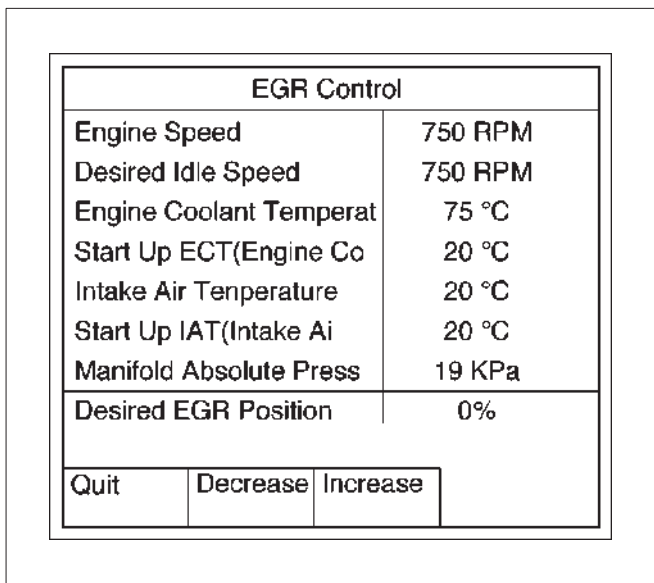 EGR Control
Engine Speed 750 RPM
Desired Idle Speed 750 RPM
Engine Coolant Temperat 75 °C
Start Up ECT(Engine Co 20 °C
Intake Air Tenperature 20 °C
Start Up IAT(Intake Ai 20 °C
Manifold Absolute Press 19 KPa
Desired EGR Position 0%
Quit Decrease Increase